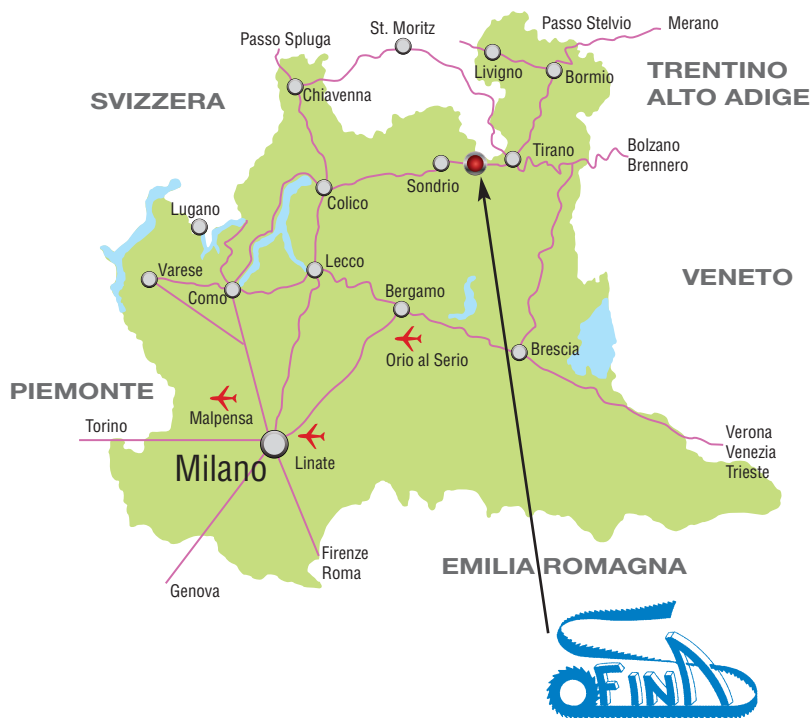 Passo Spluga
St. Moritz
Passo Stelvio
Merano
Livigno
Bormio
TRENTINO
ALTO ADIGE
SVIZZERA
Chiavenna
Bolzano
Brennero
Tirano
Sondrio
Colico
Lugano
Varese
Lecco
Como
Bergamo
VENETO
Orio al Serio
Brescia
PIEMONTE
Malpensa
Torino
Milano
Linate
Verona
Venezia
Trieste
Firenze
Roma
EMILIA ROMAGNA
Genova
OFINA